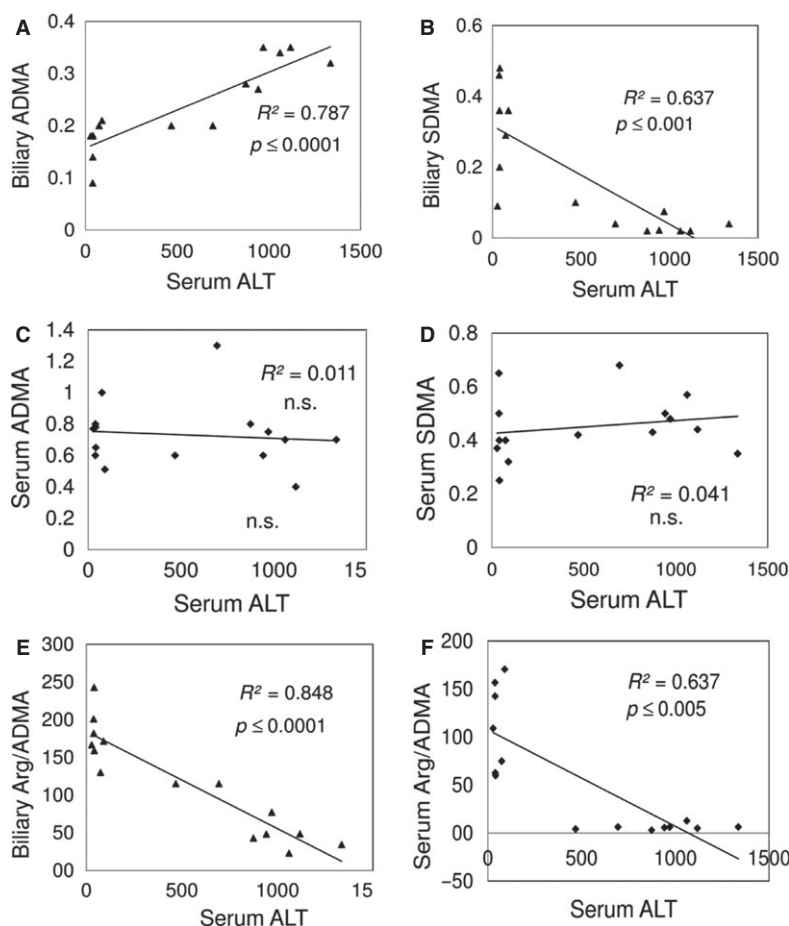 A
0.4
0.3
0.2
0.1
0
Biliary ADMA
R² = 0.787
p ≤ 0.0001
0 500 1000 1500
Serum ALT
B
0.6
0.4
0.2
0
Biliary SDMA
R² = 0.637
p ≤ 0.001
0 500 1000 1500
Serum ALT
C
1.4
1.2
1
0.8
0.6
0.4
0.2
0
Serum ADMA
R² = 0.011
n.s.
n.s.
0 500 1000 15
Serum ALT
D
0.8
0.6
0.4
0.2
0
Serum SDMA
R² = 0.041
n.s.
0 500 1000 1500
Serum ALT
E
300
250
200
150
100
50
00
Biliary Arg/ADMA
R² = 0.848
p ≤ 0.0001
0 500 1000 15
Serum ALT
F
200
150
100
50
00
−50
Serum Arg/ADMA
R² = 0.637
p ≤ 0.005
0 500 1000 1500
Serum ALT